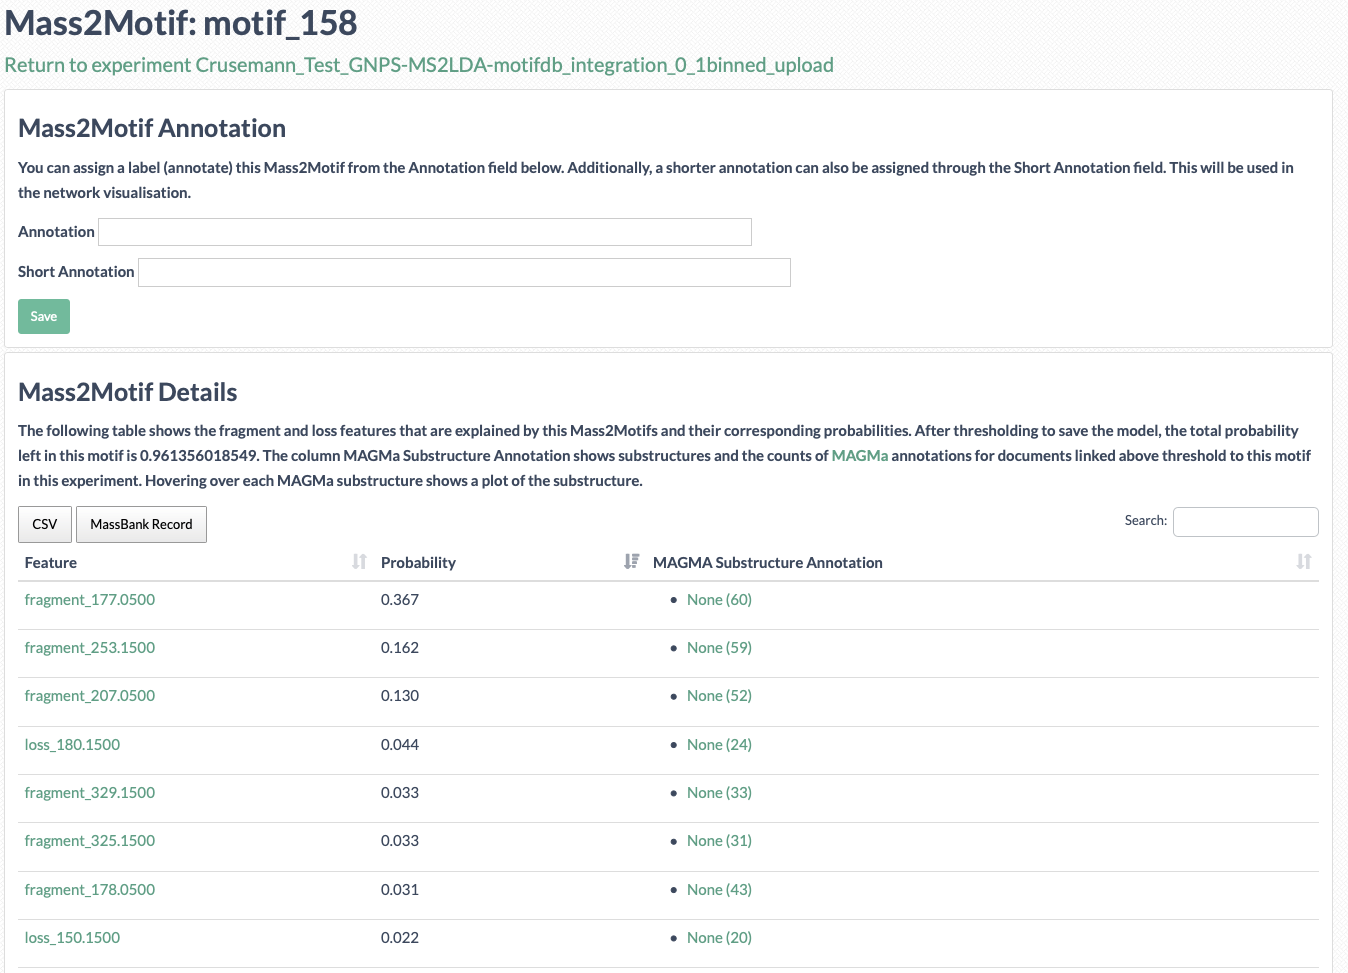 Mass2Motif: motif_158
Return to experiment Crusemann_Test_GNPS-MS2LDA-motifdb_integration_0_1binned_upload
Mass2Motif Annotation
You can assign a label (annotate) this Mass2Motif from the Annotation field below. Additionally, a shorter annotation can also be assigned through the Short Annotation field. This will be used in
the network visualisation.
Annotation
Short Annotation
Save
Mass2Motif Details
The following table shows the fragment and loss features that are explained by this Mass2Motifs and their corresponding probabilities. After thresholding to save the model, the total probability
left in this motif is 0.961356018549. The column MAGMa Substructure Annotation shows substructures and the counts of MAGMa annotations for documents linked above threshold to this motif
in this experiment. Hovering over each MAGMa substructure shows a plot of the substructure.
CSV MassBank Record Search:
Feature Probability MAGMA Substructure Annotation
fragment_177.0500 0.367 • None (60)
fragment_253.1500 0.162 • None (59)
fragment_207.0500 0.130 • None (52)
loss_180.1500 0.044 • None (24)
fragment_329.1500 0.033 • None (33)
fragment_325.1500 0.033 • None (31)
fragment_178.0500 0.031 • None (43)
loss_150.1500 0.022 • None (20)